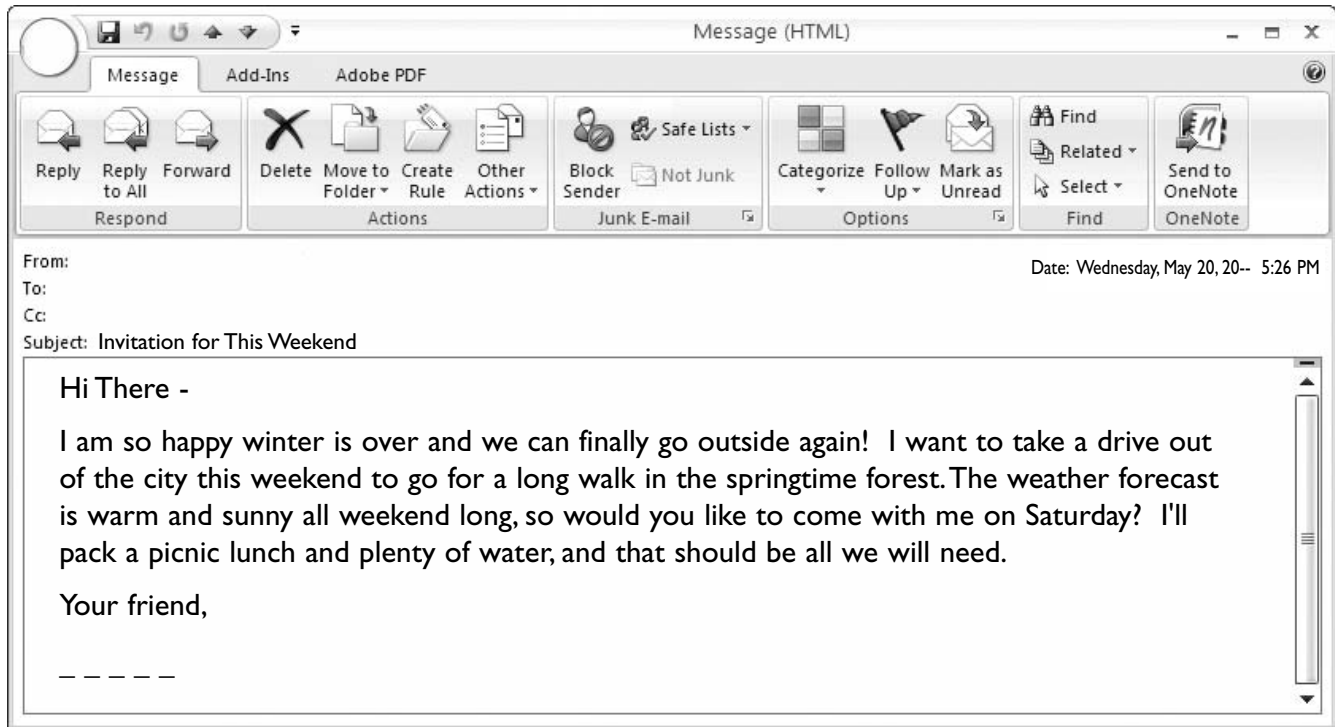 Message (HTML)
Message Add-Ins Adobe PDF
Reply Reply to All Forward
Respond
Delete Move to Folder Create Rule Other Actions
Actions
Block Sender Safe Lists Not Junk
Junk E-mail
Categorize Follow Up Mark as Unread
Options
Find Related Select
Find
Send to OneNote
OneNote
From:
Date: Wednesday, May 20, 20-- 5:26 PM
To:
Cc:
Subject: Invitation for This Weekend
Hi There -
I am so happy winter is over and we can finally go outside again! I want to take a drive out
of the city this weekend to go for a long walk in the springtime forest. The weather forecast
is warm and sunny all weekend long, so would you like to come with me on Saturday? I'll
pack a picnic lunch and plenty of water, and that should be all we will need.
Your friend,
_ _ _ _ _